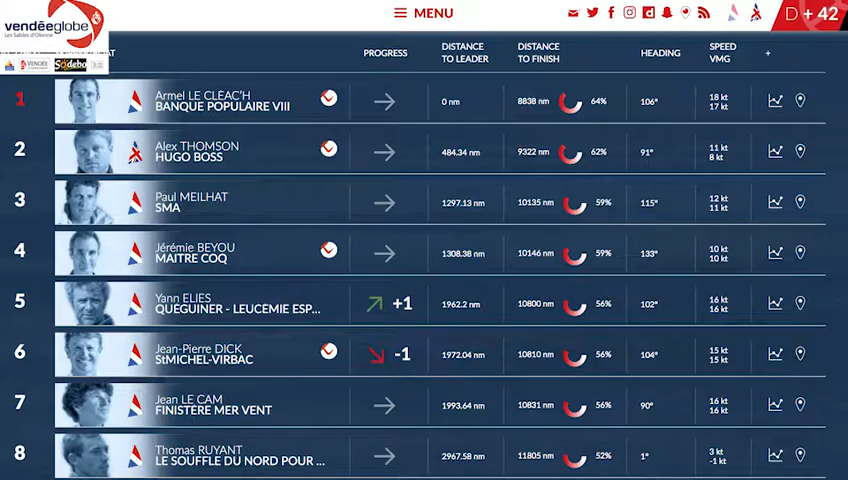 vendéeglobe
Les Sables d'Olonne
MENU
D + 42
VENDÉE
Sodebo
PROGRESS
DISTANCE
TO LEADER
DISTANCE
TO FINISH
HEADING
SPEED
VMG
+
1
Armel LE CLÉAC'H
BANQUE POPULAIRE VIII
0 nm
8838 nm
64%
106°
18 kt
17 kt
2
Alex THOMSON
HUGO BOSS
484.34 nm
9322 nm
62%
91°
11 kt
8 kt
3
Paul MEILHAT
SMA
1297.13 nm
10135 nm
59%
115°
12 kt
11 kt
4
Jérémie BEYOU
MAITRE COQ
1308.38 nm
10146 nm
59%
133°
10 kt
10 kt
5
Yann ELIES
QUÉGUINER - LEUCÉMIE ESP...
+1
1962.2 nm
10800 nm
56%
102°
16 kt
16 kt
6
Jean-Pierre DICK
StMICHEL-VIRBAC
-1
1972.04 nm
10810 nm
56%
104°
15 kt
15 kt
7
Jean LE CAM
FINISTÈRE MER VENT
1993.64 nm
10831 nm
56%
90°
16 kt
16 kt
8
Thomas RUYANT
LE SOUFFLE DU NORD POUR ...
2967.58 nm
11805 nm
52%
1°
3 kt
-1 kt